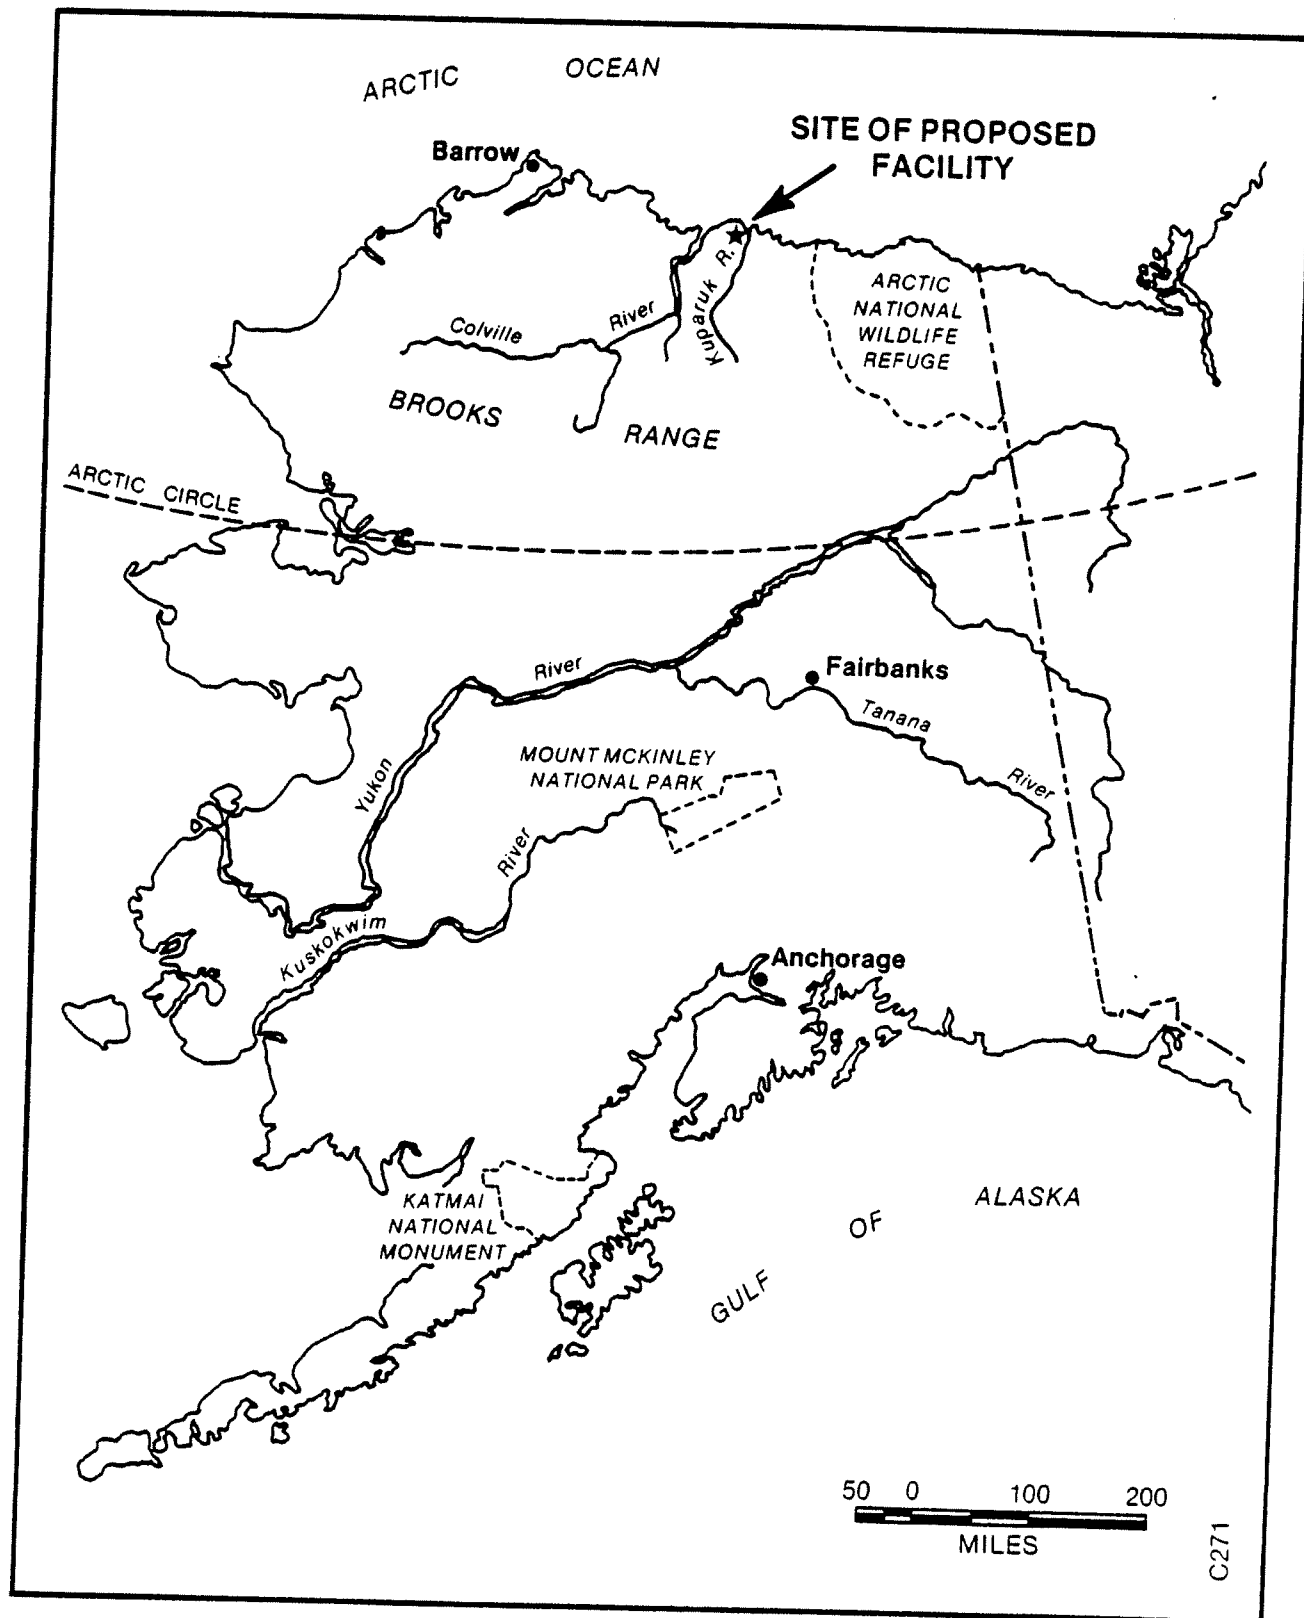 ARCTIC OCEAN
SITE OF PROPOSED
FACILITY
Barrow
ARCTIC
NATIONAL
WILDLIFE
REFUGE
Kuparuk R.
Colville River
BROOKS RANGE
ARCTIC CIRCLE
River
Fairbanks
Tanana
River
MOUNT MCKINLEY
NATIONAL PARK
Yukon
River
Kuskokwim
Anchorage
KATMAI
NATIONAL
MONUMENT
GULF OF ALASKA
50 0 100 200
MILES
C271